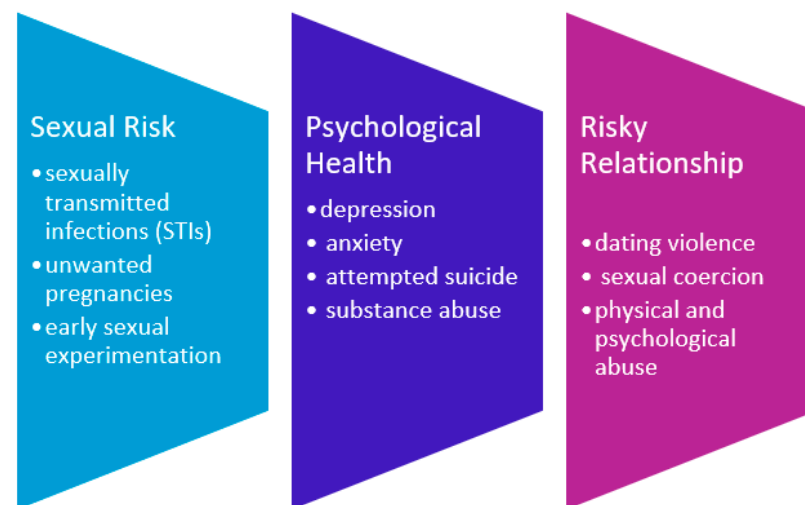 Sexual Risk
•sexually
transmitted
infections (STIs)
•unwanted
pregnancies
•early sexual
experimentation
Psychological
Health
•depression
• anxiety
• attempted suicide
• substance abuse
Risky
Relationship
•dating violence
• sexual coercion
•physical and
psychological
abuse